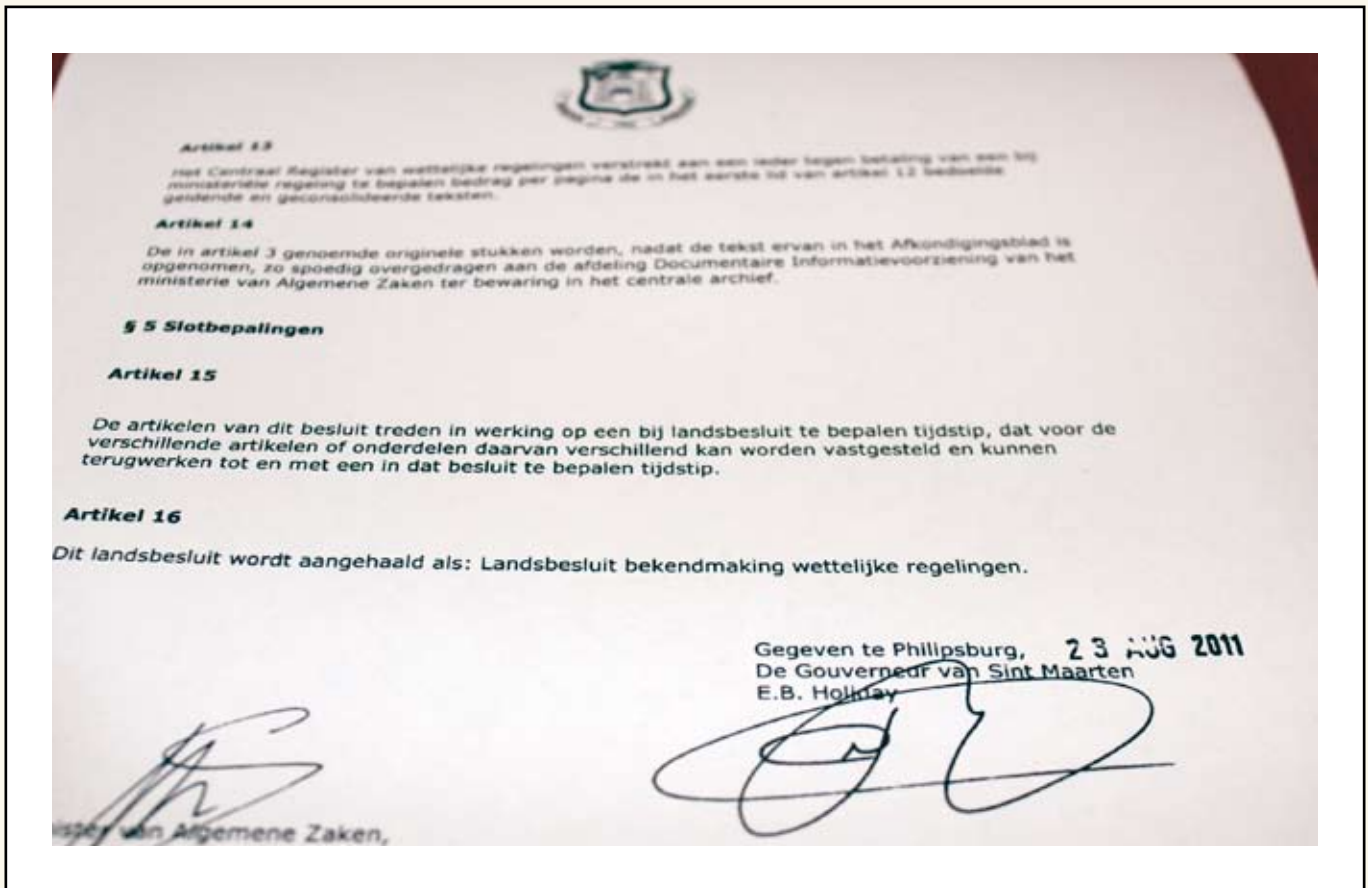 Artikel 13
Het Centraal Register van wettelijke regelingen verstrekt aan een ieder tegen betaling van een bij
ministeriële regeling te bepalen bedrag per pagina de in het eerste lid van artikel 12 bedoelde
geldende en geconsolideerde teksten.
Artikel 14
De in artikel 3 genoemde originele stukken worden, nadat de tekst ervan in het Afkondigingsblad is
opgenomen, zo spoedig overgedragen aan de afdeling Documentaire Informatievoorziening van het
ministerie van Algemene Zaken ter bewaring in het centrale archief.
§ 5 Slotbepalingen
Artikel 15
De artikelen van dit besluit treden in werking op een bij landsbesluit te bepalen tijdstip, dat voor de
verschillende artikelen of onderdelen daarvan verschillend kan worden vastgesteld en kunnen
terugwerken tot en met een in dat besluit te bepalen tijdstip.
Artikel 16
Dit landsbesluit wordt aangehaald als: Landsbesluit bekendmaking wettelijke regelingen.
Gegeven te Philipsburg, 23 AUG 2011
De Gouverneur van Sint Maarten
E.B. Holiday
van Algemene Zaken,